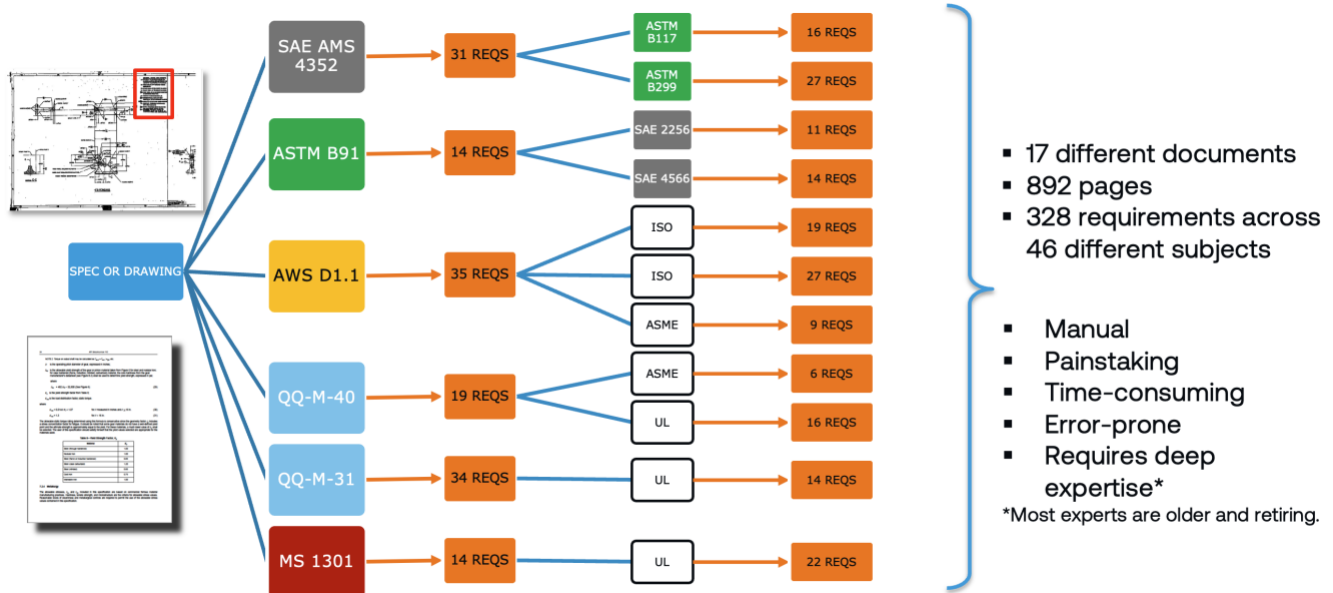 SAE AMS
4352
31 REQS
ASTM
B117
16 REQS
ASTM
B299
27 REQS
ASTM B91
14 REQS
SAE 2256
11 REQS
SAE 4566
14 REQS
SPEC OR DRAWING
AWS D1.1
35 REQS
ISO
19 REQS
ISO
27 REQS
ASME
9 REQS
QQ-M-40
19 REQS
ASME
6 REQS
UL
16 REQS
QQ-M-31
34 REQS
UL
14 REQS
MS 1301
14 REQS
UL
22 REQS
▪ 17 different documents
▪ 892 pages
▪ 328 requirements across
46 different subjects
▪ Manual
▪ Painstaking
▪ Time-consuming
▪ Error-prone
▪ Requires deep
expertise*
*Most experts are older and retiring.